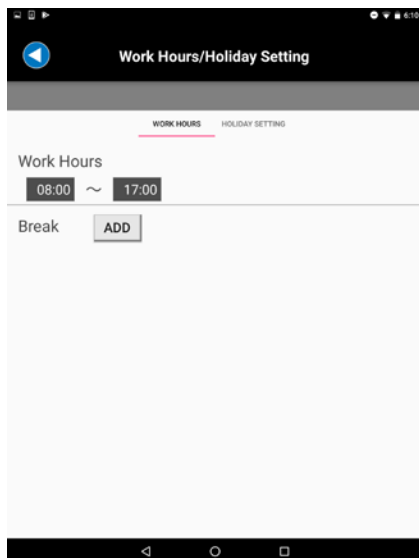 6:10
Work Hours/Holiday Setting
WORK HOURS HOLIDAY SETTING
Work Hours
08:00 ～ 17:00
Break ADD